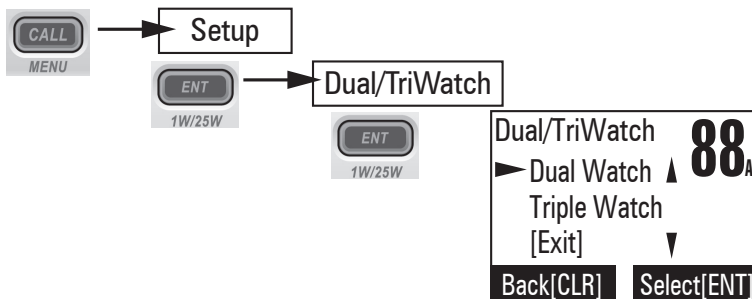 CALL
MENU
Setup
ENT
1W/25W
Dual/TriWatch
ENT
1W/25W
Dual/TriWatch 88A
Dual Watch
Triple Watch
[Exit]
Back[CLR] Select[ENT]